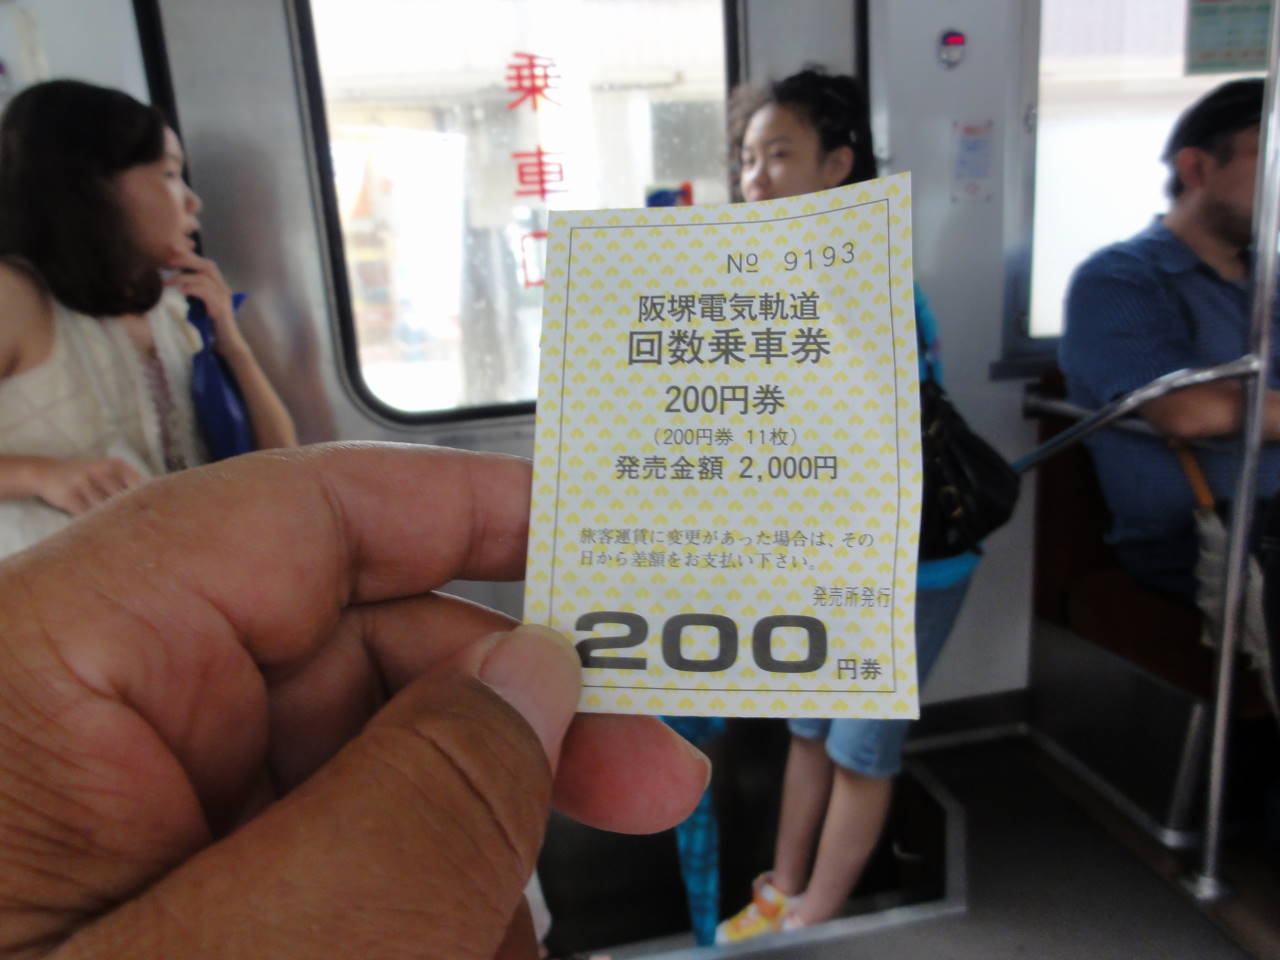 乗車口
No 9193
阪堺電気軌道
回数乗車券
200円券
(200円券 11枚)
発売金額 2,000円
旅客運賃に変更があった場合は、その
日から差額をお支払い下さい。
発売所発行
200円券